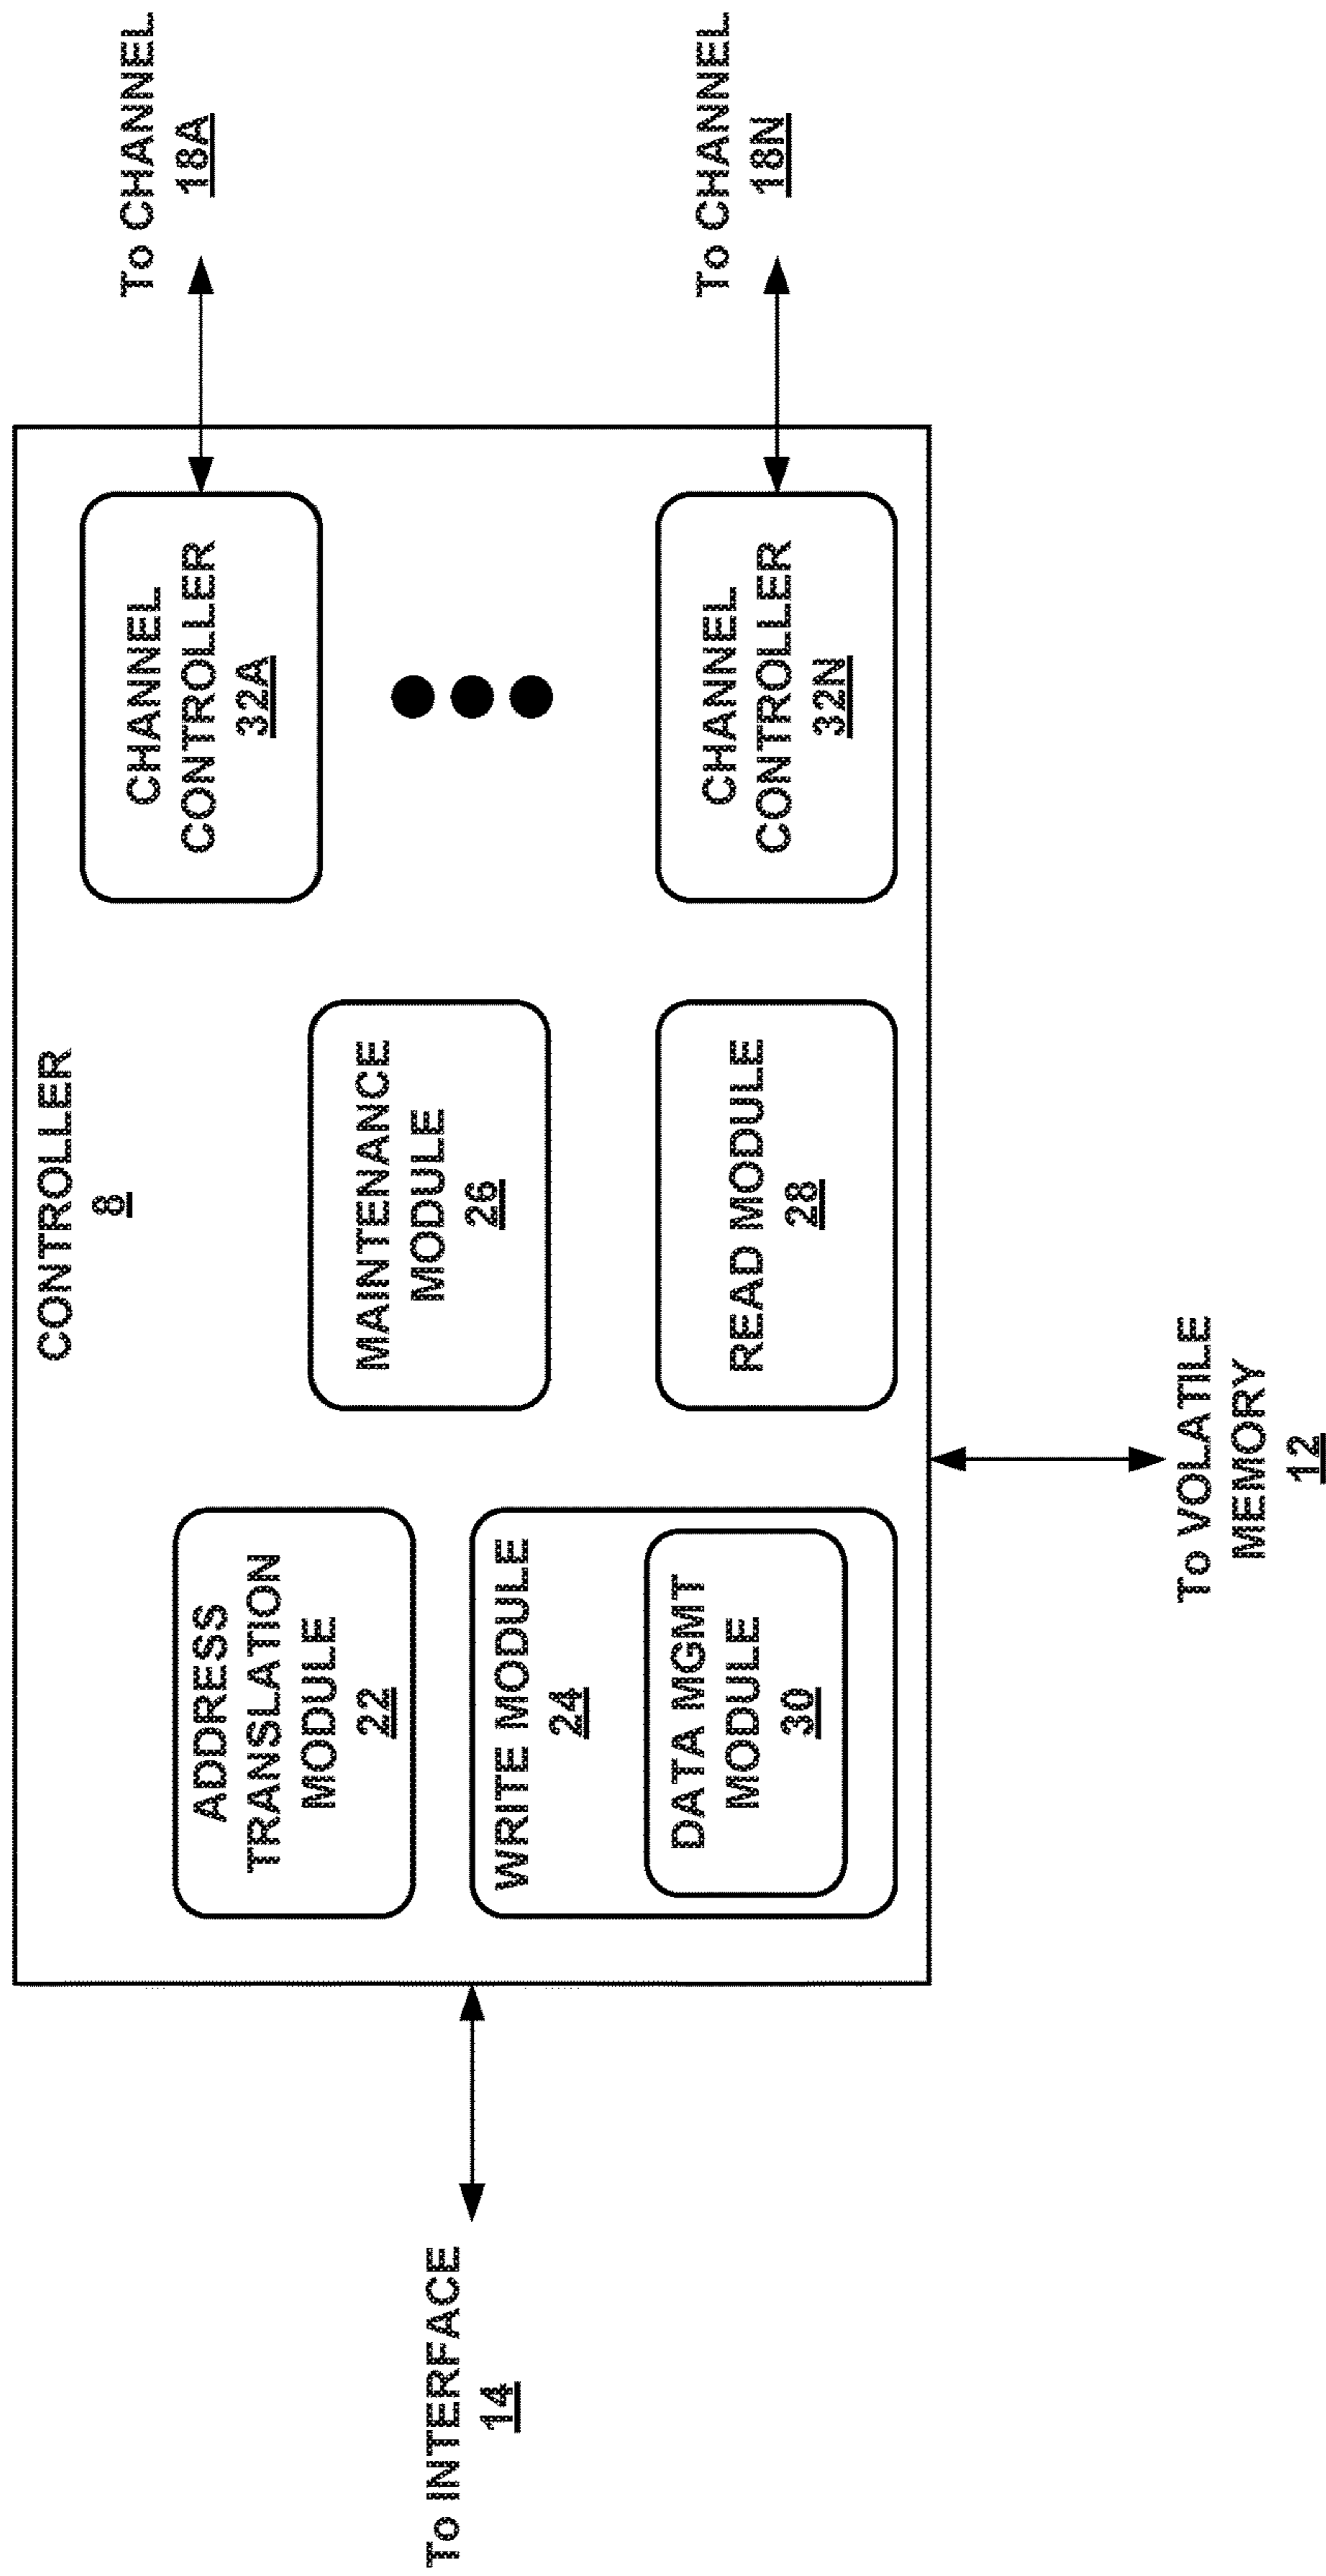 CONTROLLER
8
ADDRESS
TRANSLATION
MODULE
22
WRITE MODULE
24
DATA MGMT
MODULE
30
MAINTENANCE
MODULE
26
READ MODULE
28
CHANNEL
CONTROLLER
32A
CHANNEL
CONTROLLER
32N
To CHANNEL
18A
To CHANNEL
18N
To INTERFACE
14
To VOLATILE
MEMORY
12